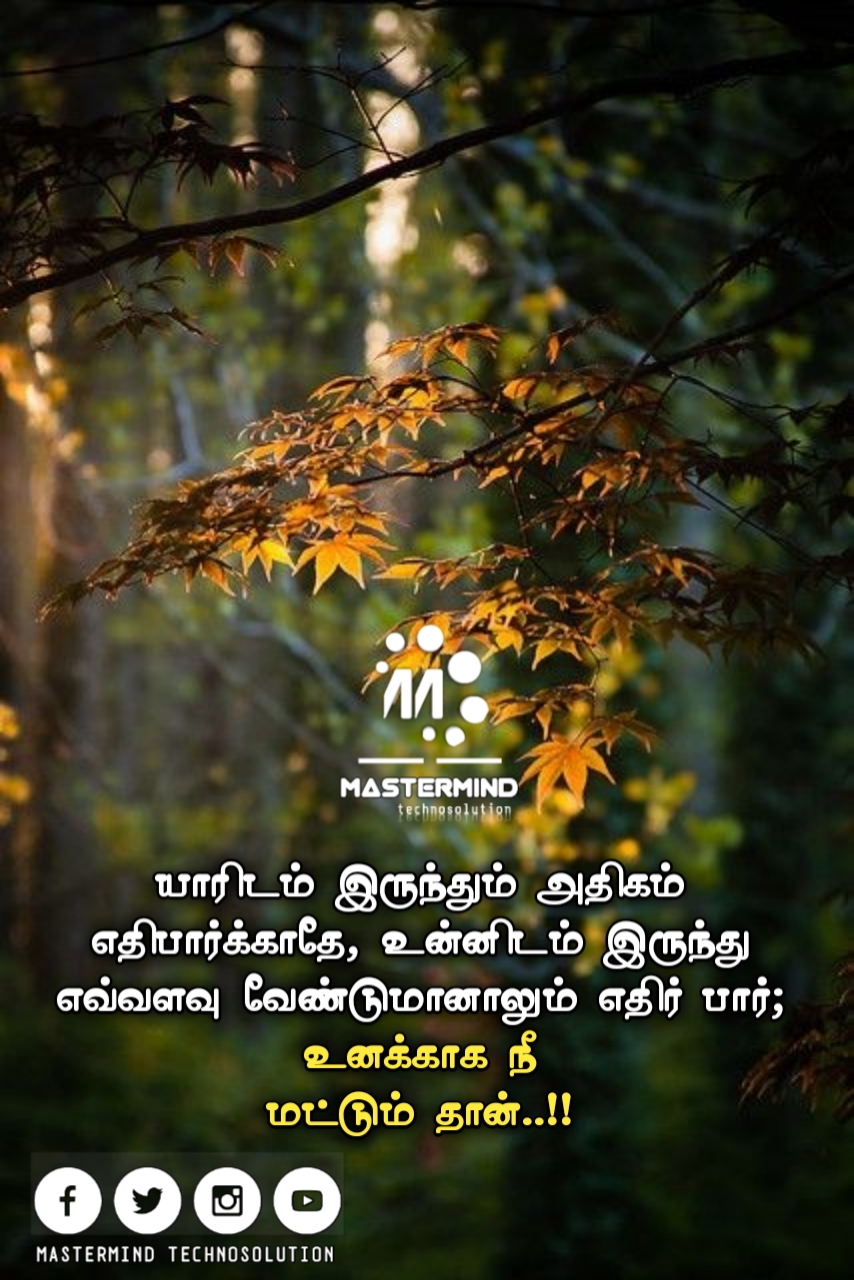 MASTERMIND
technosolution
யாரிடம் இருந்தும் அதிகம்
எதிபார்க்காதே, உன்னிடம் இருந்து
எவ்வளவு வேண்டுமானாலும் எதிர் பார்;
உனக்காக நீ
மட்டும் தான்..!!
MASTERMIND TECHNOSOLUTION